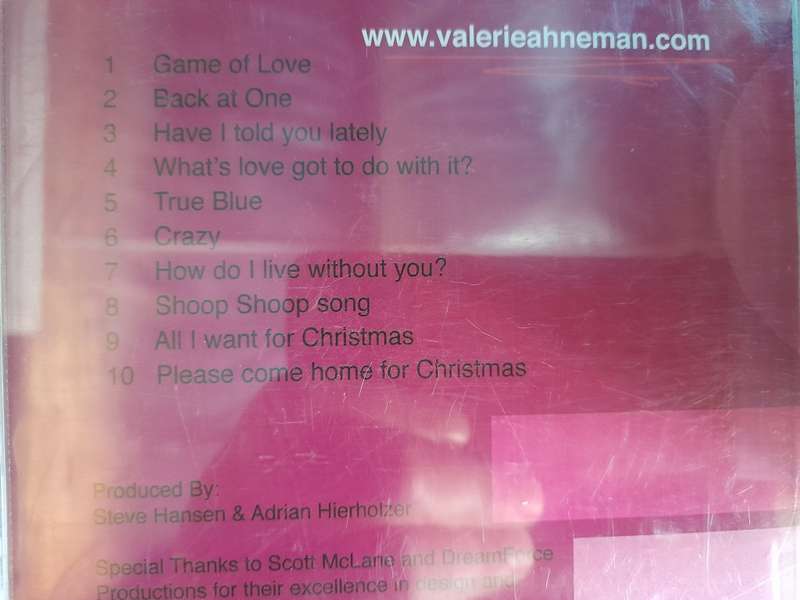 www.valerieahneman.com
1 Game of Love
2 Back at One
3 Have I told you lately
4 What's love got to do with it?
5 True Blue
6 Crazy
7 How do I live without you?
8 Shoop Shoop song
9 All I want for Christmas
10 Please come home for Christmas
Produced By:
Steve Hansen & Adrian Hierholzer
Special Thanks to Scott McLane and DreamForce
Productions for their excellence in design and